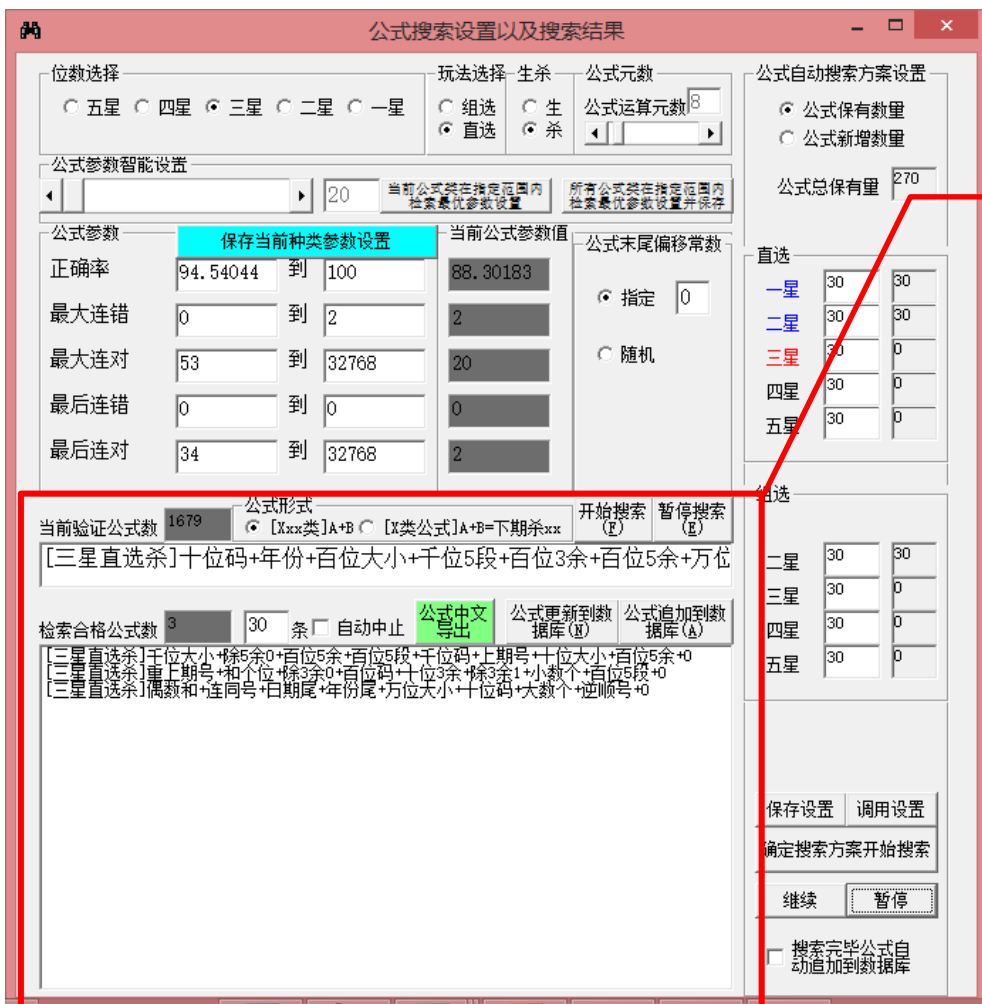 公式搜索设置以及搜索结果
位数选择
五星 四星 三星 二星 一星
玩法选择
组选
直选
生杀
生
杀
公式元数
公式运算元数 8
公式参数智能设置
20
当前公式类在指定范围内
检索最优参数设置
所有公式类在指定范围内
检索最优参数设置并保存
公式参数
保存当前种类参数设置
当前公式参数值
正确率 94.54044 到 100 88.30183
最大连错 0 到 2 2
最大连对 53 到 32768 20
最后连错 0 到 0 0
最后连对 34 到 32768 2
公式末尾偏移常数
指定 0
随机
当前验证公式数 1679
公式形式
[Xxx类]A+B [X类公式]A+B=下期杀xx
开始搜索
(F)
暂停搜索
(E)
[三星直选杀]十位码+年份+百位大小+千位5段+百位3余+百位5余+万位
检索合格公式数 3 30 条 自动中止
公式中文
导出
公式更新到数
据库(N)
公式追加到数
据库(A)
[三星直选杀]千位大小+除5余0+百位5余+百位5段+千位码+上期号+十位大小+百位5余+0
[三星直选杀]重上期号+和个位+除3余0+百位码+十位3余+除3余1+小数个+百位5段+0
[三星直选杀]偶数和+连同号+日期尾+年份尾+万位大小+十位码+大数个+逆顺号+0
公式自动搜索方案设置
公式保有数量
公式新增数量
公式总保有量 270
直选
一星 30 30
二星 30 30
三星 30 0
四星 30 0
五星 30 0
组选
二星 30 30
三星 30 0
四星 30 0
五星 30 0
保存设置 调用设置
确定搜索方案开始搜索
继续 暂停
搜索完毕公式自
动追加到数据库